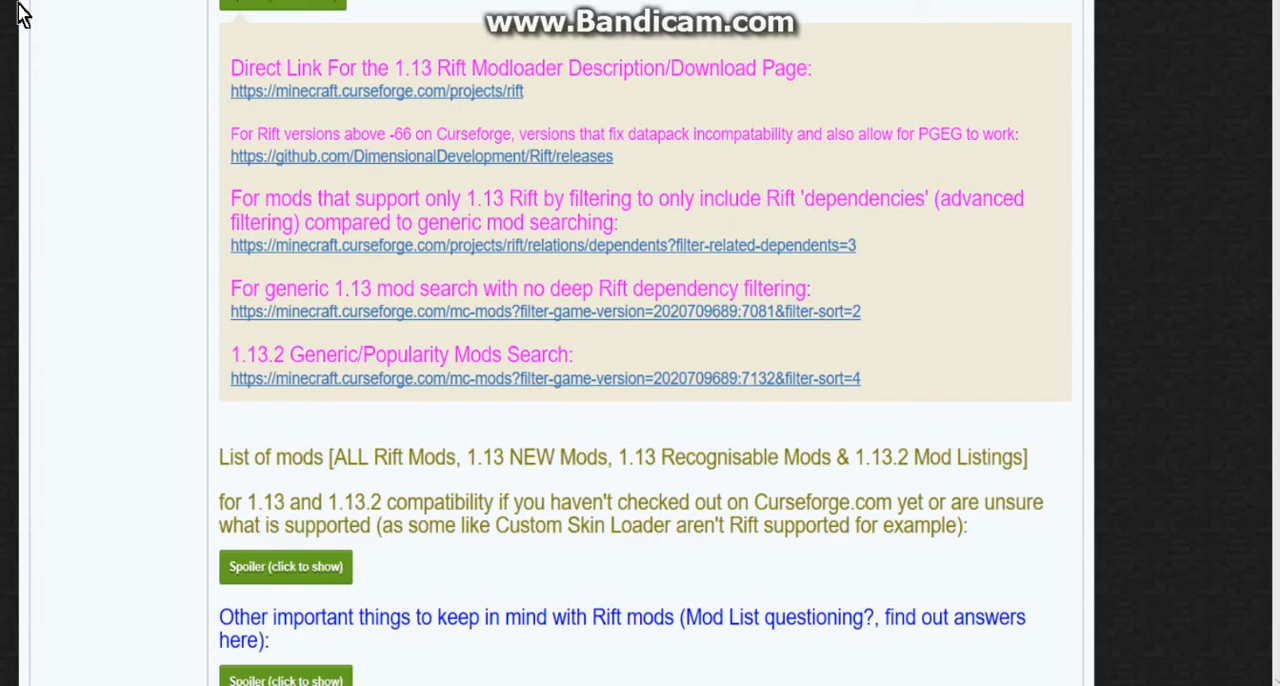 www.Bandicam.com
Direct Link For the 1.13 Rift Modloader Description/Download Page:
https://minecraft.curseforge.com/projects/rift
For Rift versions above -66 on Curseforge, versions that fix datapack incompatability and also allow for PGEG to work:
https://github.com/DimensionalDevelopment/Rift/releases
For mods that support only 1.13 Rift by filtering to only include Rift 'dependencies' (advanced
filtering) compared to generic mod searching:
https://minecraft.curseforge.com/projects/rift/relations/dependents?filter-related-dependents=3
For generic 1.13 mod search with no deep Rift dependency filtering:
https://minecraft.curseforge.com/mc-mods?filter-game-version=2020709689:7081&filter-sort=2
1.13.2 Generic/Popularity Mods Search:
https://minecraft.curseforge.com/mc-mods?filter-game-version=2020709689:7132&filter-sort=4
List of mods [ALL Rift Mods, 1.13 NEW Mods, 1.13 Recognisable Mods & 1.13.2 Mod Listings]
for 1.13 and 1.13.2 compatibility if you haven't checked out on Curseforge.com yet or are unsure
what is supported (as some like Custom Skin Loader aren't Rift supported for example):
Spoiler (click to show)
Other important things to keep in mind with Rift mods (Mod List questioning?, find out answers
here):
Spoiler (click to show)